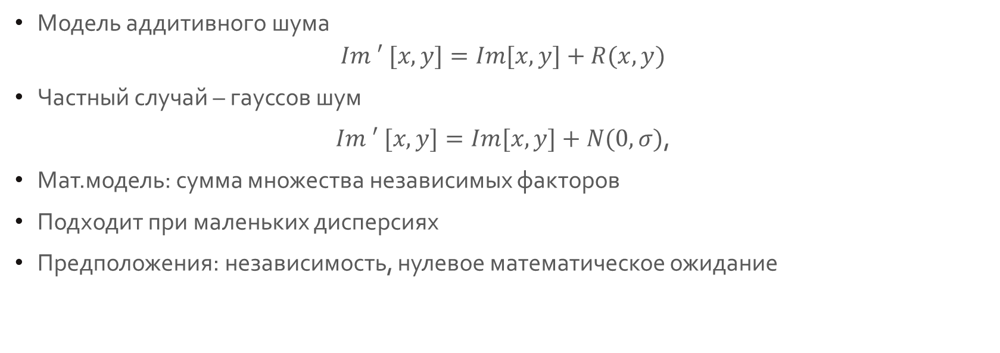 • Модель аддитивного шума
Im ′ [x, y] = Im[x, y] + R(x, y)
• Частный случай – гауссов шум
Im ′ [x, y] = Im[x, y] + N(0, σ),
• Мат.модель: сумма множества независимых факторов
• Подходит при маленьких дисперсиях
• Предположения: независимость, нулевое математическое ожидание